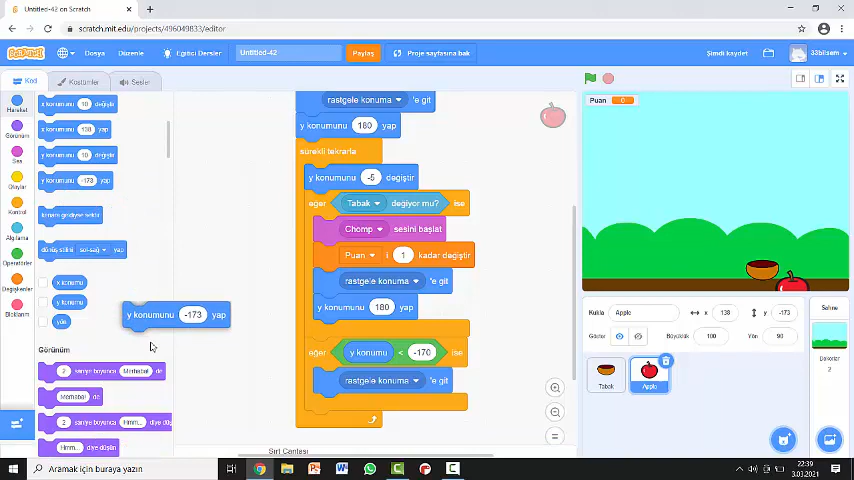 Untitled-42
scratch.mit.edu/projects/496049833/editor
SCRATCH
Dosya
Düzenle
Eğitici Dersler
Untitled-42
Paylaş
Proje sayfasına bak
Şimdi kaydet
33bilsem
Kod
Kostümler
Sesler
Hareket
Görünüm
Ses
Olaylar
Kontrol
Algılama
Operatörler
Değişkenler
Bloklarım
x konumunu 10 değiştir
x konumunu 138 yap
y konumunu 10 değiştir
y konumunu -173 yap
kenara geldiyse sektir
dönüş stilini sol-sağ yap
x konumu
y konumu
yön
y konumunu -173 yap
Görünüm
2 saniye boyunca Merhaba! de
Merhaba! de
2 saniye boyunca Hmm... diye düş
Hmm... diye düşün
rastgele konuma 'e git
y konumunu 180 yap
sürekli tekrarla
y konumunu -5 değiştir
eğer Tabak değiyor mu? ise
Chomp sesini başlat
Puan i 1 kadar değiştir
rastgele konuma 'e git
y konumunu 180 yap
eğer y konumu < -170 ise
rastgele konuma 'e git
Sırt Çantası
Puan 0
Kukla Apple x 138 y -173
Göster Büyüklük 100 Yön 90
Tabak
Apple
Sahne
Dekorlar
2
Aramak için buraya yazın
22:39
3.03.2021